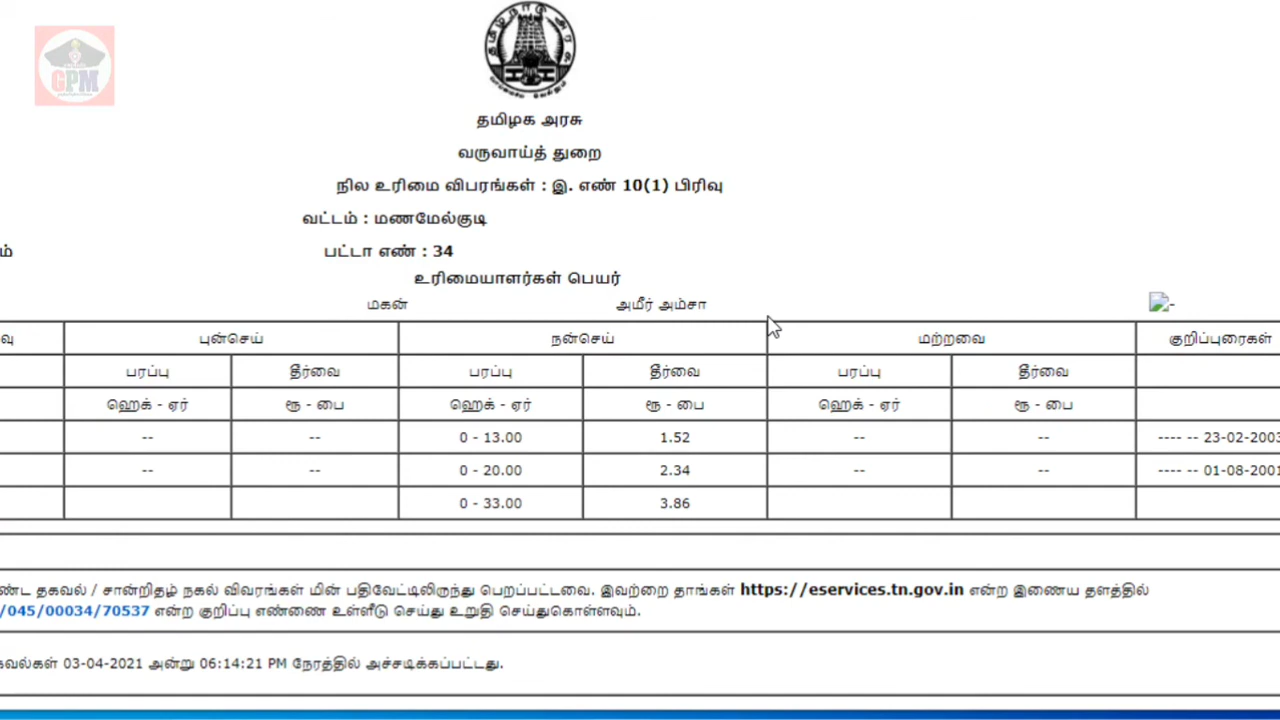 GPM
தமிழக அரசு
வருவாய்த் துறை
நில உரிமை விபரங்கள் : இ. எண் 10(1) பிரிவு
வட்டம் : மணமேல்குடி
ம் பட்டா எண் : 34
உரிமையாளர்கள் பெயர்
மகன் அமீர் அம்சா -
வு புன்செய் நன்செய் மற்றவை குறிப்புரைகள்
பரப்பு தீர்வை பரப்பு தீர்வை பரப்பு தீர்வை
ஹெக் - ஏர் ரூ - பை ஹெக் - ஏர் ரூ - பை ஹெக் - ஏர் ரூ - பை
-- -- 0 - 13.00 1.52 -- -- ---- -- 23-02-2003
-- -- 0 - 20.00 2.34 -- -- ---- -- 01-08-2001
0 - 33.00 3.86
ண்ட தகவல் / சான்றிதழ் நகல் விவரங்கள் மின் பதிவேட்டிலிருந்து பெறப்பட்டவை. இவற்றை தாங்கள் https://eservices.tn.gov.in என்ற இணைய தளத்தில்
/045/00034/70537 என்ற குறிப்பு எண்ணை உள்ளீடு செய்து உறுதி செய்துகொள்ளவும்.
கவல்கள் 03-04-2021 அன்று 06:14:21 PM நேரத்தில் அச்சடிக்கப்பட்டது.